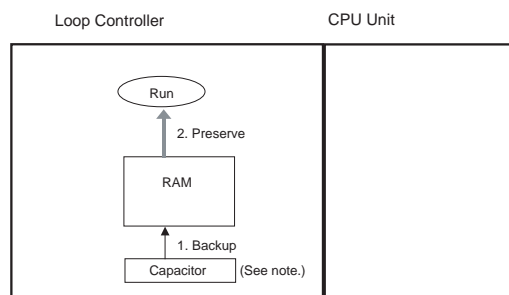 Loop Controller CPU Unit
Run
2. Preserve
RAM
1. Backup
Capacitor (See note.)